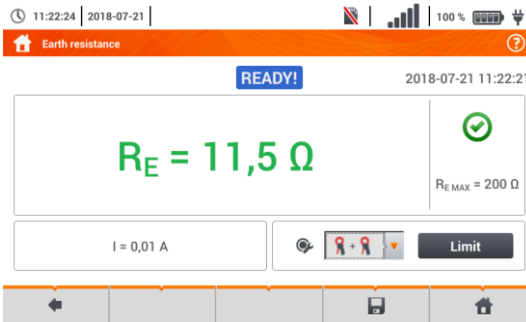 11:22:24 2018-07-21 100 %
Earth resistance
READY! 2018-07-21 11:22:21
RE = 11,5 Ω
RE MAX = 200 Ω
I = 0,01 A
+
Limit